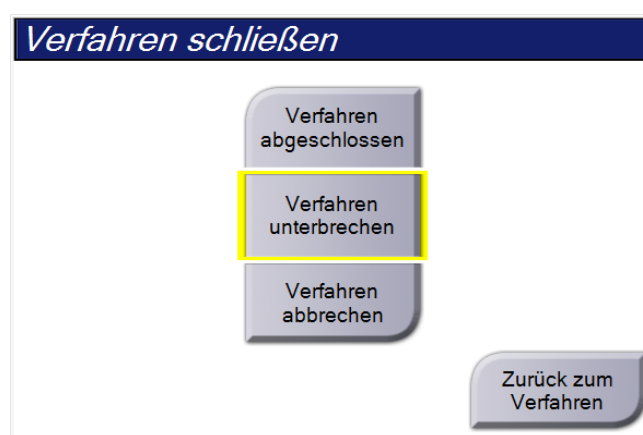 Verfahren schließen
Verfahren
abgeschlossen
Verfahren
unterbrechen
Verfahren
abbrechen
Zurück zum
Verfahren